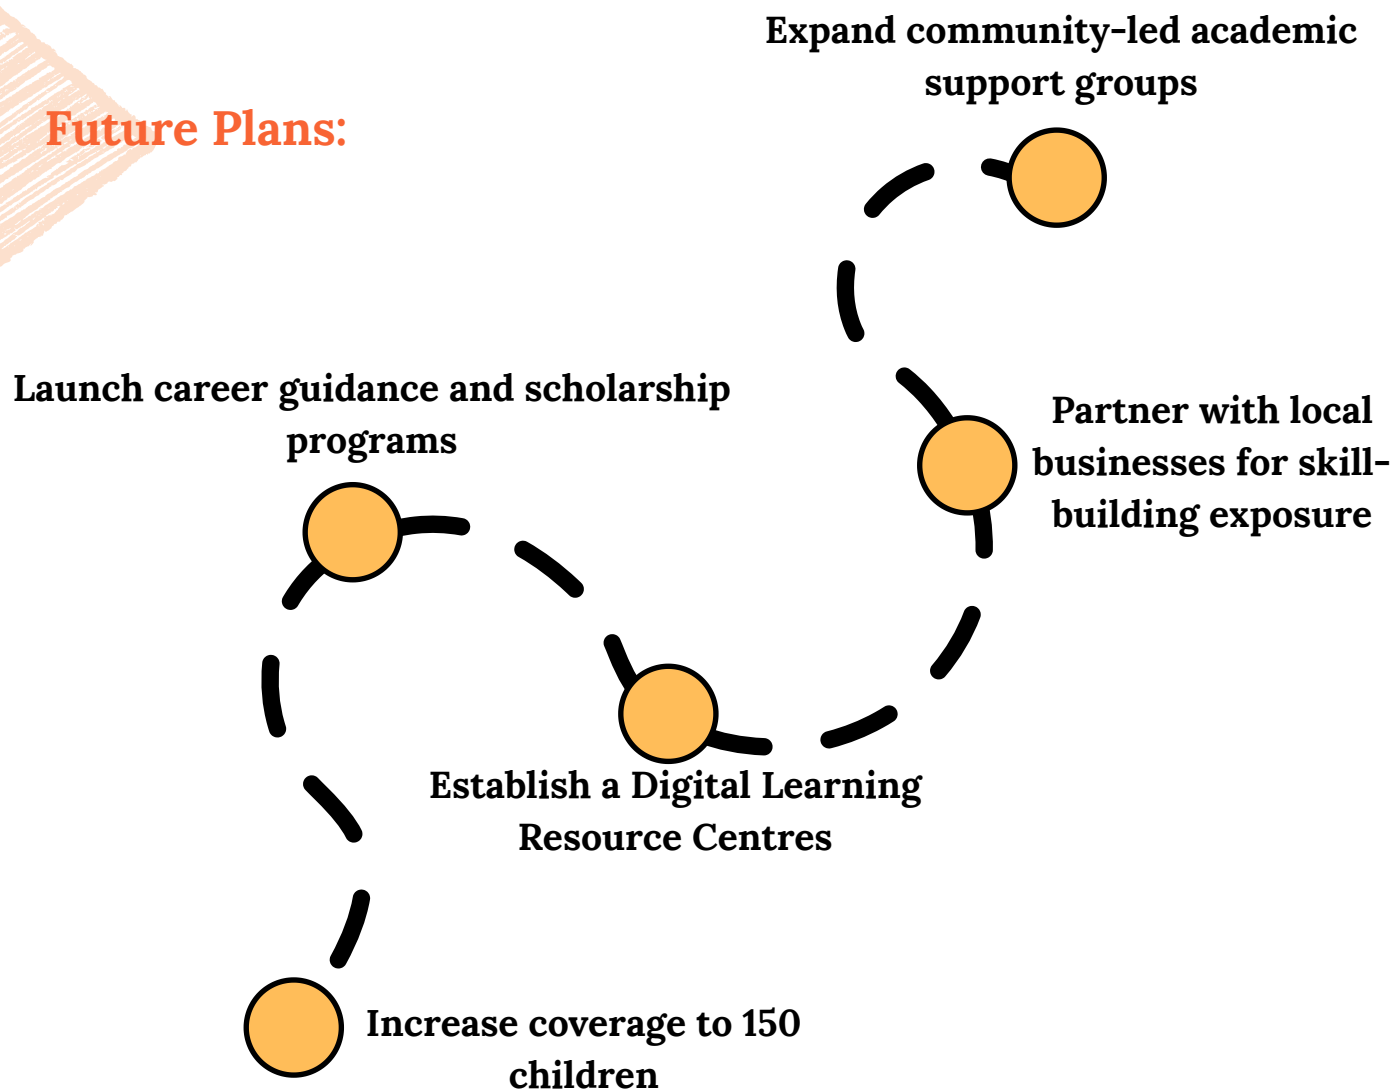 Expand community-led academic
support groups
Future Plans:
Launch career guidance and scholarship
programs
Partner with local
businesses for skill-
building exposure
Establish a Digital Learning
Resource Centres
Increase coverage to 150
children